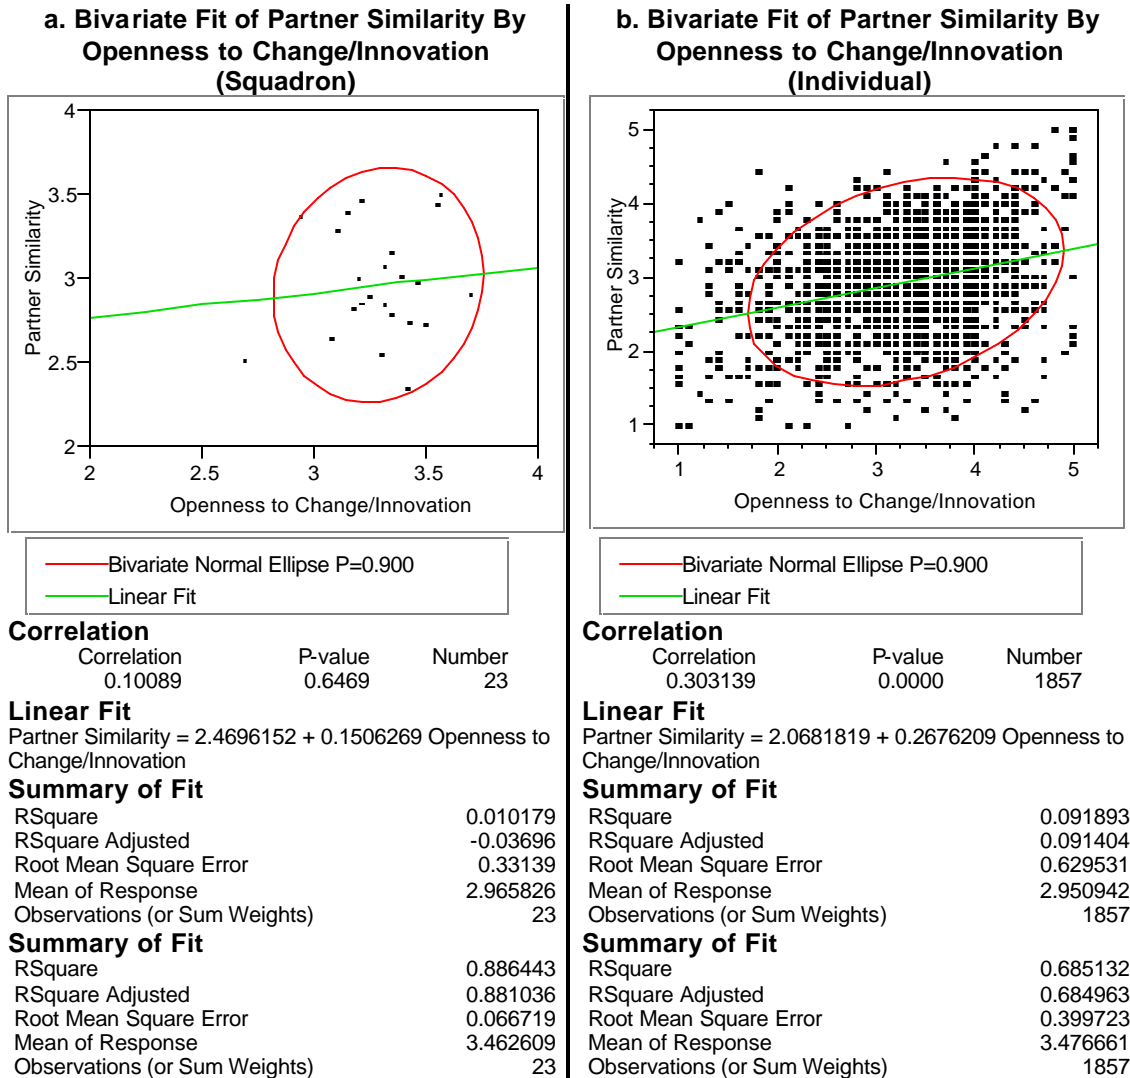 a. Bivariate Fit of Partner Similarity By
Openness to Change/Innovation
(Squadron)
4
3.5
3
2.5
2
Partner Similarity
2
2.5
3
3.5
4
Openness to Change/Innovation
Bivariate Normal Ellipse P=0.900
Linear Fit
Correlation
Correlation P-value Number
0.10089 0.6469 23
Linear Fit
Partner Similarity = 2.4696152 + 0.1506269 Openness to
Change/Innovation
Summary of Fit
RSquare 0.010179
RSquare Adjusted -0.03696
Root Mean Square Error 0.33139
Mean of Response 2.965826
Observations (or Sum Weights) 23
Summary of Fit
RSquare 0.886443
RSquare Adjusted 0.881036
Root Mean Square Error 0.066719
Mean of Response 3.462609
Observations (or Sum Weights) 23
b. Bivariate Fit of Partner Similarity By
Openness to Change/Innovation
(Individual)
5
4
3
2
1
Partner Similarity
1
2
3
4
5
Openness to Change/Innovation
Bivariate Normal Ellipse P=0.900
Linear Fit
Correlation
Correlation P-value Number
0.303139 0.0000 1857
Linear Fit
Partner Similarity = 2.0681819 + 0.2676209 Openness to
Change/Innovation
Summary of Fit
RSquare 0.091893
RSquare Adjusted 0.091404
Root Mean Square Error 0.629531
Mean of Response 2.950942
Observations (or Sum Weights) 1857
Summary of Fit
RSquare 0.685132
RSquare Adjusted 0.684963
Root Mean Square Error 0.399723
Mean of Response 3.476661
Observations (or Sum Weights) 1857